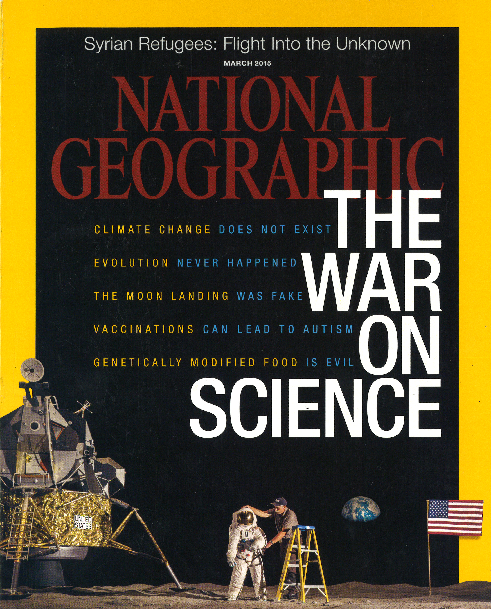 Syrian Refugees: Flight Into the Unknown
MARCH 2015
NATIONAL
GEOGRAPHIC
THE
WAR
ON
SCIENCE
CLIMATE CHANGE DOES NOT EXIST
EVOLUTION NEVER HAPPENED
THE MOON LANDING WAS FAKE
VACCINATIONS CAN LEAD TO AUTISM
GENETICALLY MODIFIED FOOD IS EVIL